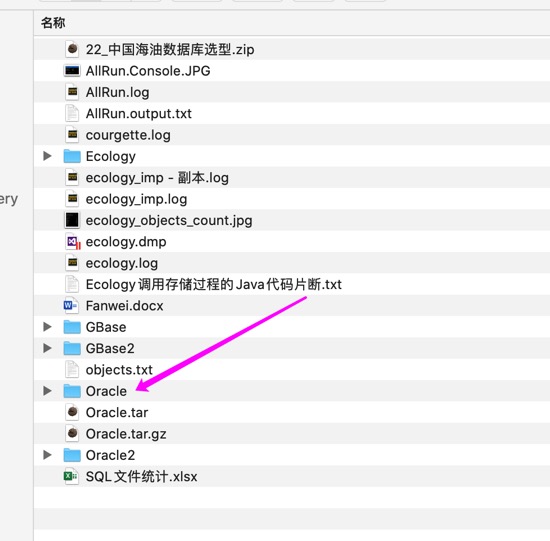 名称
22_中国海油数据库选型.zip
AllRun.Console.JPG
AllRun.log
AllRun.output.txt
courgette.log
Ecology
ecology_imp - 副本.log
ery
ecology_imp.log
ecology_objects_count.jpg
ecology.dmp
ecology.log
Ecology调用存储过程的Java代码片断.txt
Fanwei.docx
GBase
GBase2
objects.txt
Oracle
Oracle.tar
Oracle.tar.gz
Oracle2
SQL文件统计.xlsx